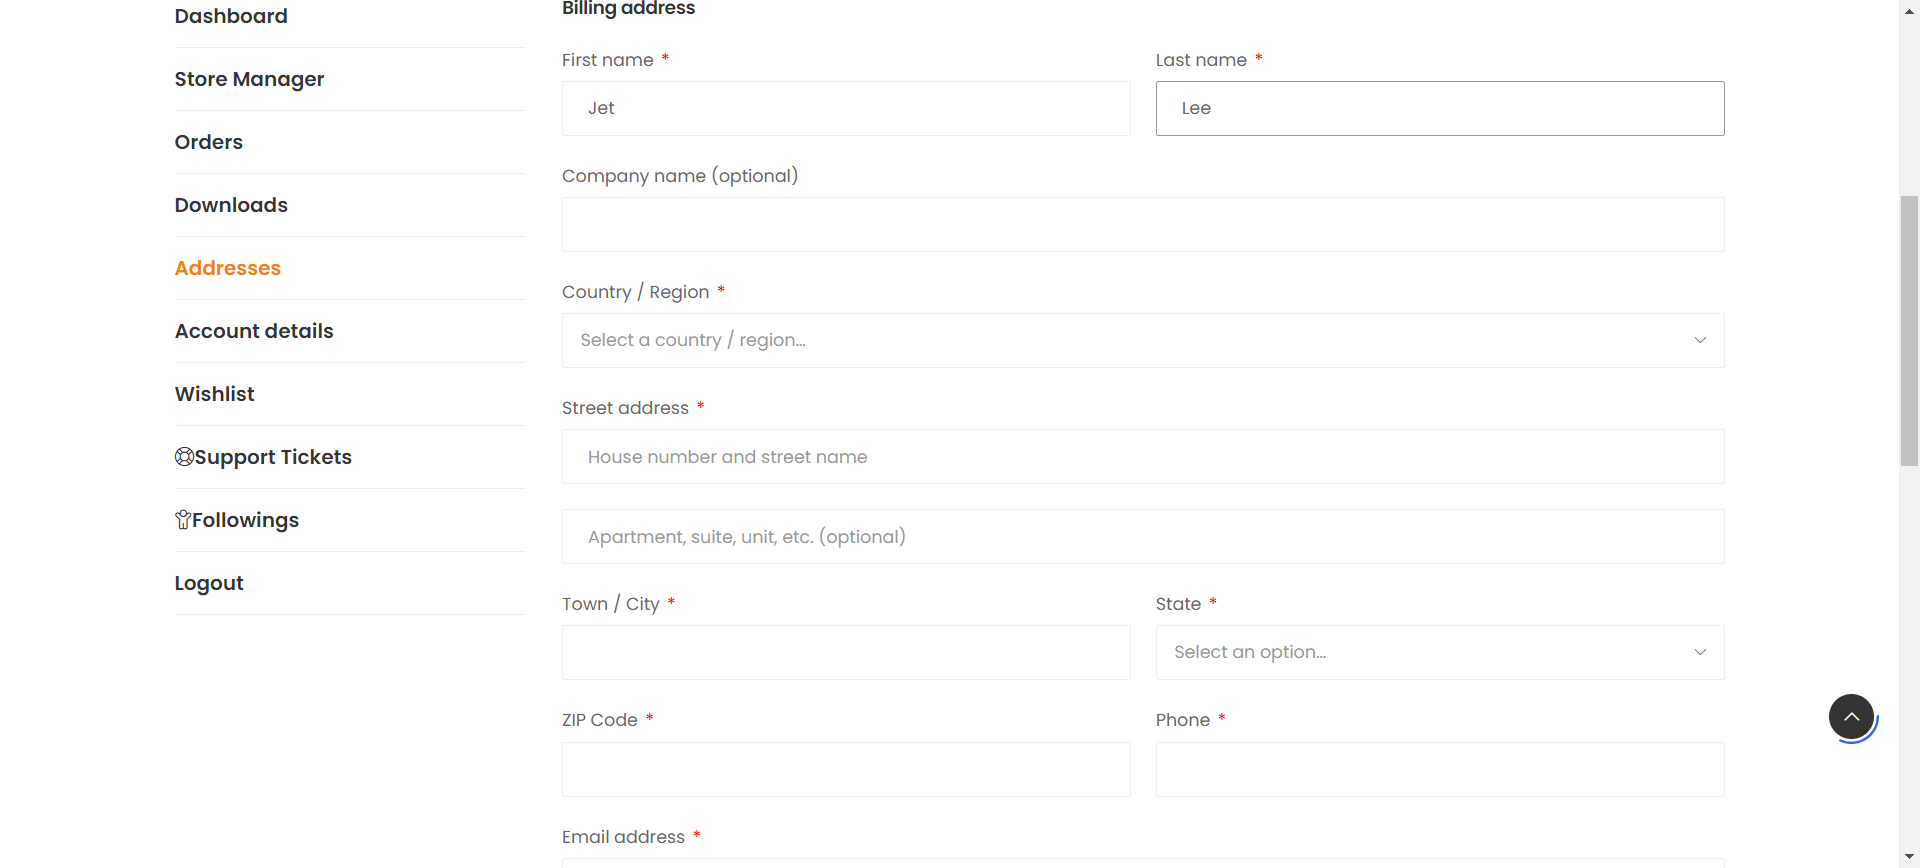 Dashboard
Store Manager
Orders
Downloads
Addresses
Account details
Wishlist
Support Tickets
Followings
Logout
Billing address
First name *
Last name *
Jet
Lee
Company name (optional)
Country / Region *
Select a country / region...
Street address *
House number and street name
Apartment, suite, unit, etc. (optional)
Town / City *
State *
Select an option...
ZIP Code *
Phone *
Email address *